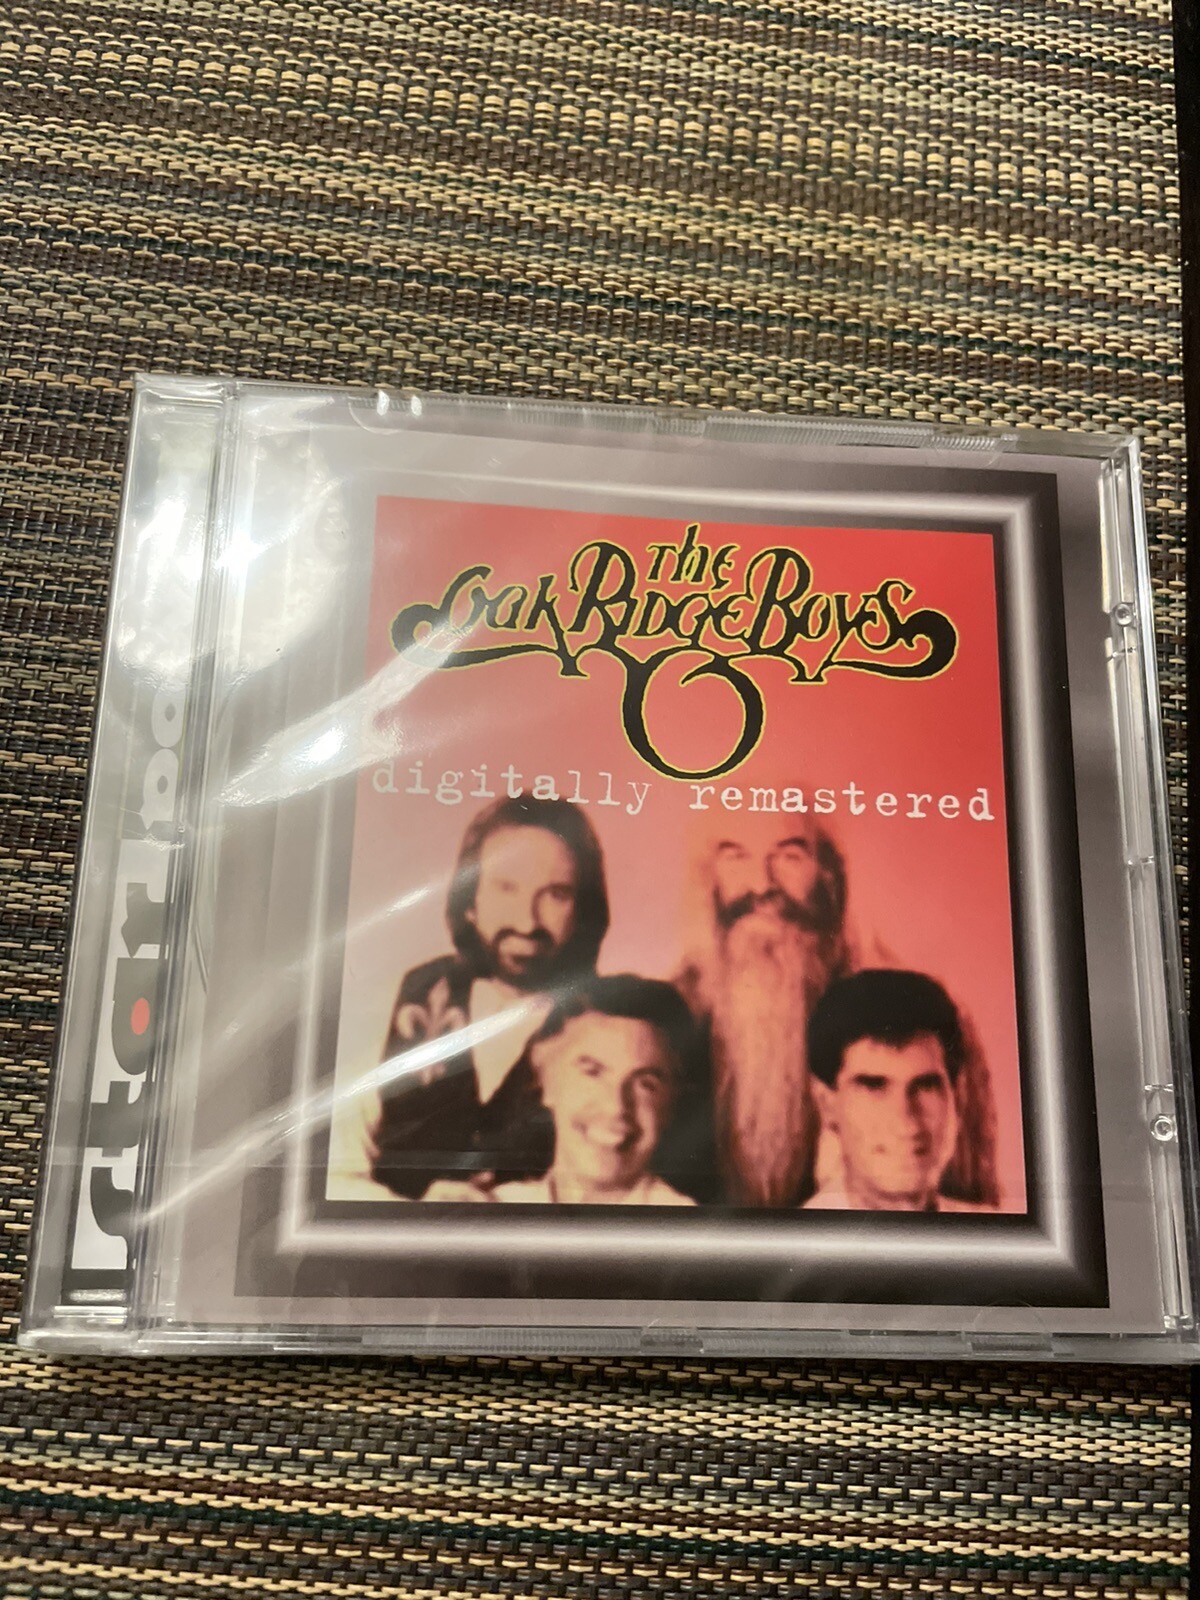 The
Oak Ridge Boys
digitally remastered